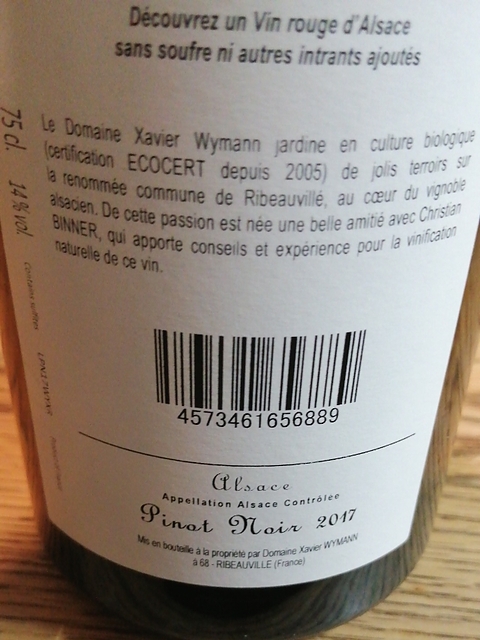 Découvrez un Vin rouge d'Alsace
sans soufre ni autres intrants ajoutés
Le Domaine Xavier Wymann jardine en culture biologique
(certification ECOCERT depuis 2005) de jolis terroirs sur
la renommée commune de Ribeauvillé, au cœur du vignoble
alsacien. De cette passion est née une belle amitié avec Christian
BINNER, qui apporte conseils et expérience pour la vinification
naturelle de ce vin.
75 cl. 14% vol.
4573461656889
Alsace
Appellation Alsace Contrôlée
Pinot Noir 2017
Mis en bouteille à la propriété par Domaine Xavier WYMANN
à 68 - RIBEAUVILLE (France)